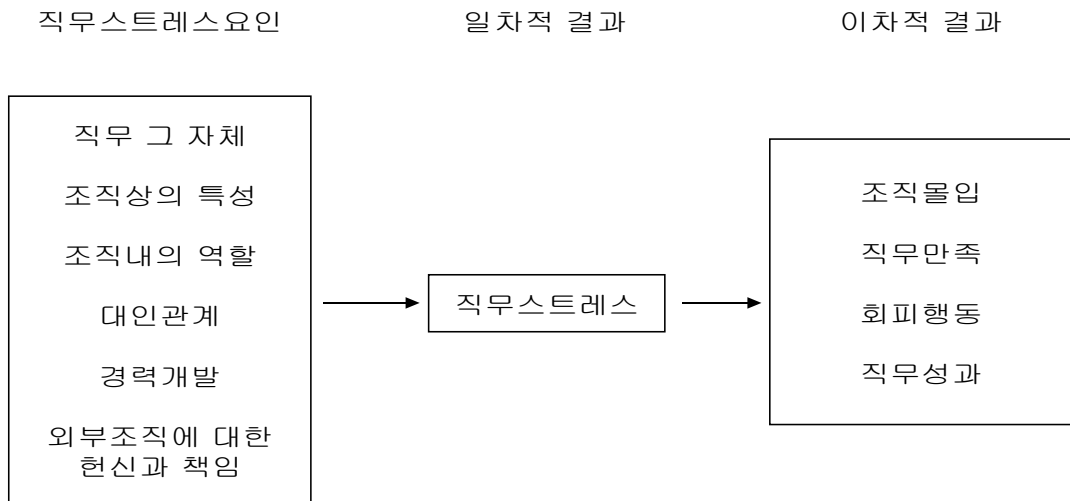 직무스트레스요인
일차적 결과
이차적 결과
직무 그 자체
조직상의 특성
조직내의 역할
대인관계
경력개발
외부조직에 대한
헌신과 책임
직무스트레스
조직몰입
직무만족
회피행동
직무성과